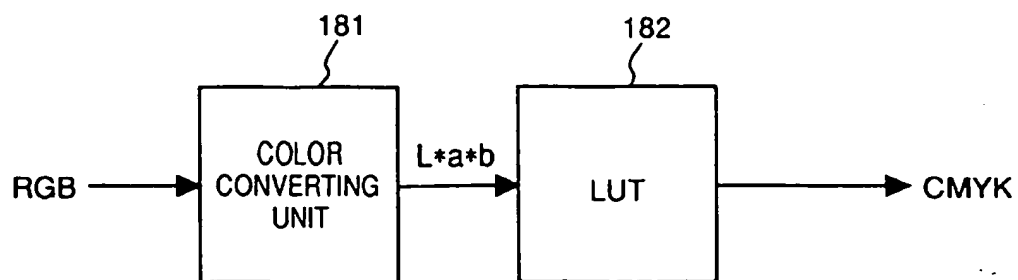 181
182
RGB
COLOR
CONVERTING
UNIT
L*a*b
LUT
CMYK